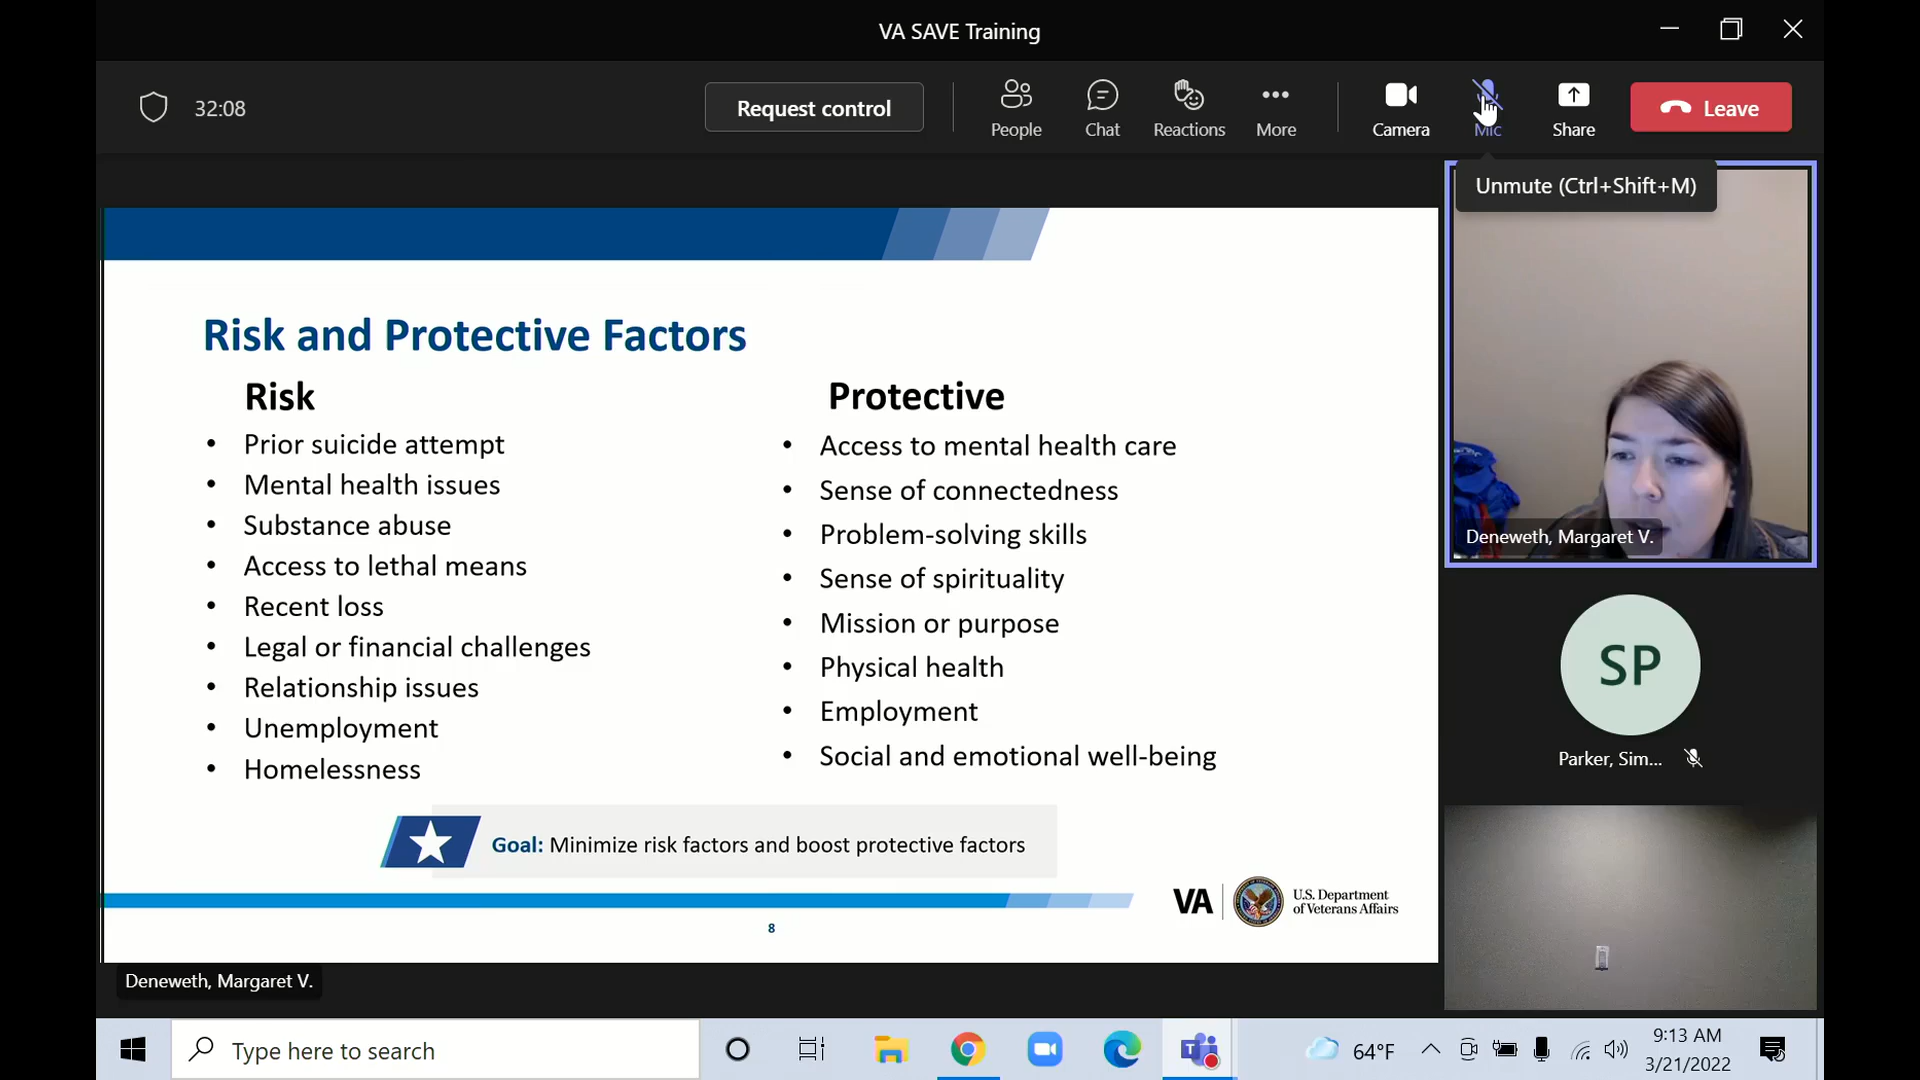 VA SAVE Training
32:08
Request control
People
Chat
Reactions
More
Camera
Mic
Share
Leave
Unmute (Ctrl+Shift+M)
Risk and Protective Factors
Risk
• Prior suicide attempt
• Mental health issues
• Substance abuse
• Access to lethal means
• Recent loss
• Legal or financial challenges
• Relationship issues
• Unemployment
• Homelessness
Protective
• Access to mental health care
• Sense of connectedness
• Problem-solving skills
• Sense of spirituality
• Mission or purpose
• Physical health
• Employment
• Social and emotional well-being
Goal: Minimize risk factors and boost protective factors
VA
U.S. Department
of Veterans Affairs
8
Deneweth, Margaret V.
Deneweth, Margaret V.
SP
Parker, Sim...
Type here to search
64°F
9:13 AM
3/21/2022